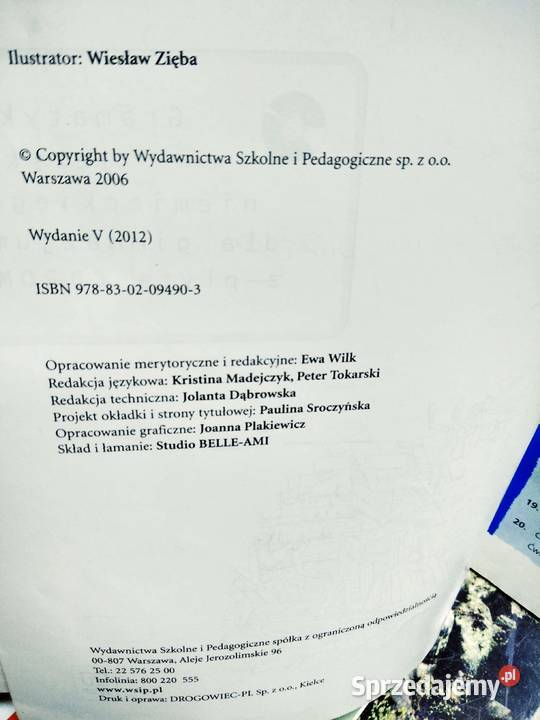 Ilustrator: Wiesław Zięba
© Copyright by Wydawnictwa Szkolne i Pedagogiczne sp. z o.o.
Warszawa 2006
Wydanie V (2012)
ISBN 978-83-02-09490-3
Opracowanie merytoryczne i redakcyjne: Ewa Wilk
Redakcja językowa: Kristina Madejczyk, Peter Tokarski
Redakcja techniczna: Jolanta Dąbrowska
Projekt okładki i strony tytułowej: Paulina Sroczyńska
Opracowanie graficzne: Joanna Plakiewicz
Skład i łamanie: Studio BELLE-AMI
Wydawnictwa Szkolne i Pedagogiczne spółka z ograniczoną odpowiedzialnością
00-807 Warszawa, Aleje Jerozolimskie 96
Tel.: 22 576 25 00
Infolinia: 800 220 555
www.wsip.pl
Druk i oprawa: DROGOWIEC-PL Sp. z o.o., Kielce
19.
20.
Sprzedajemy.pl